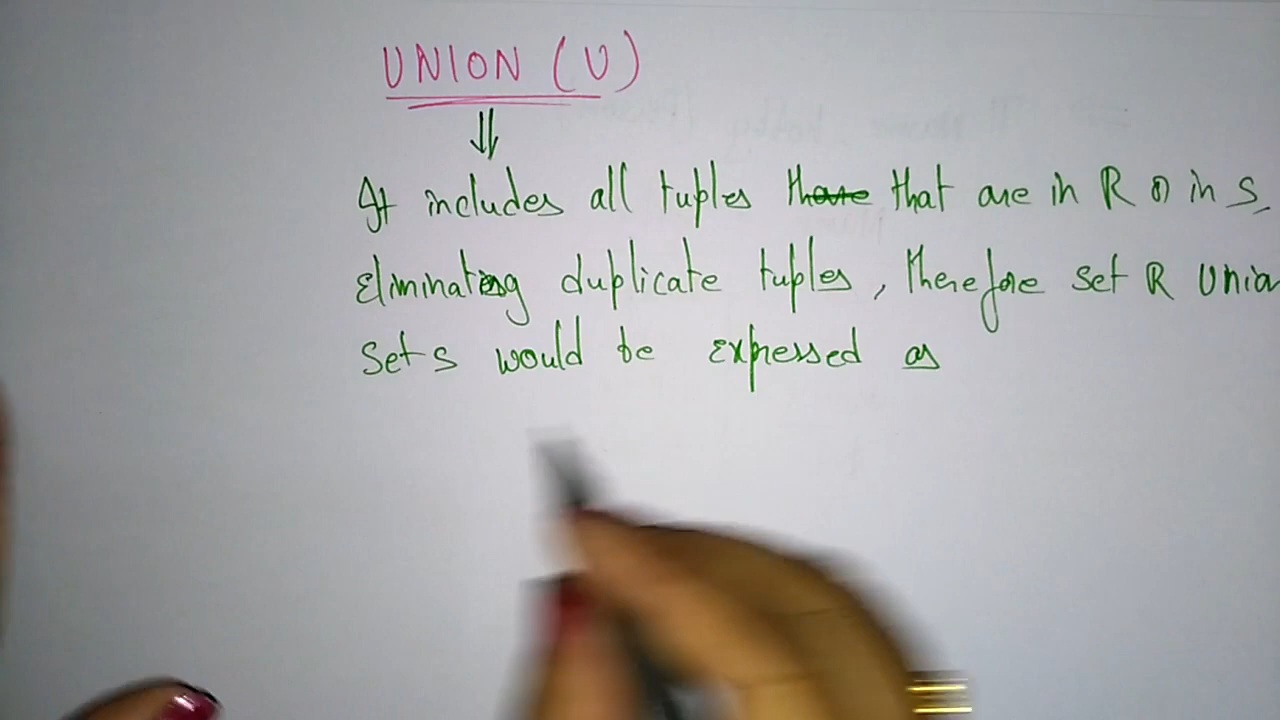 UNION (U)
It includes all tuples that are in R or in S,
Eliminating duplicate tuples, therefore set R Union
Set S would be expressed as